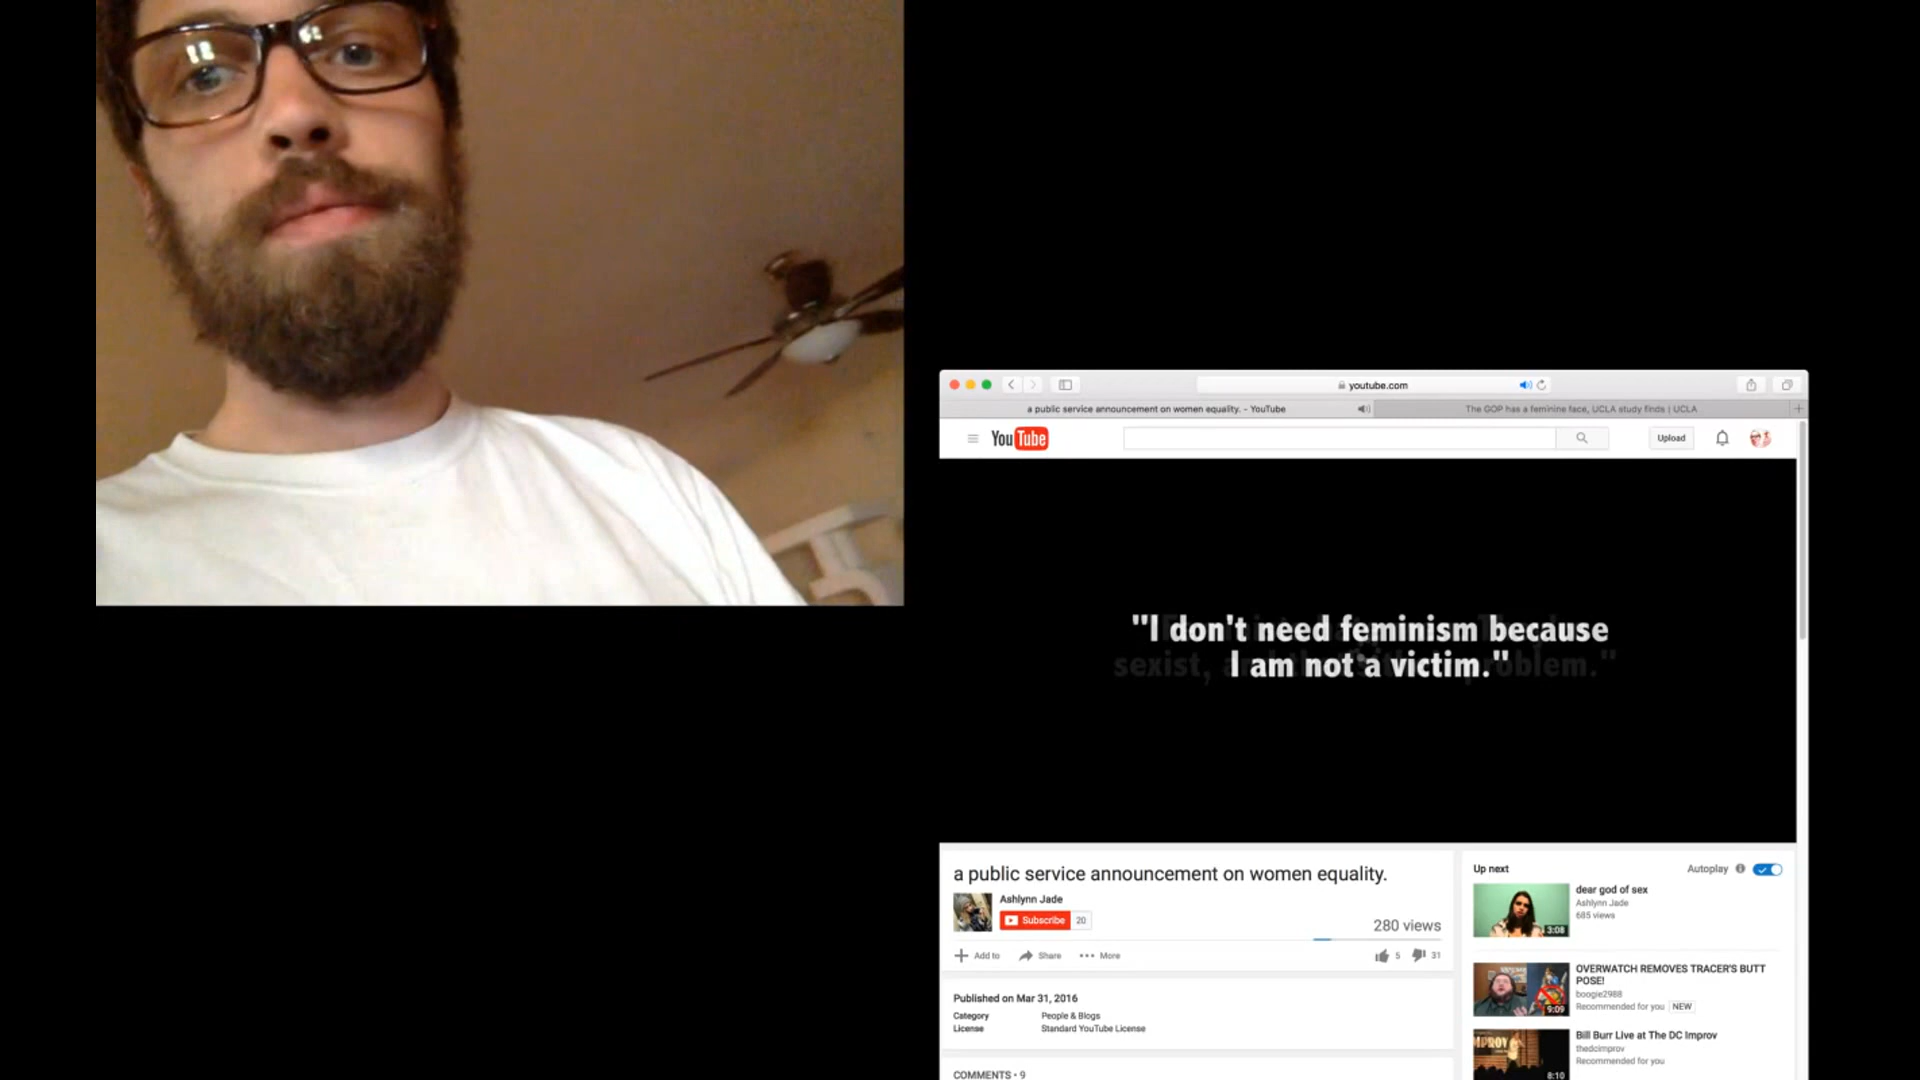 youtube.com
a public service announcement on women equality. - YouTube
The GOP has a feminine face, UCLA study finds | UCLA
YouTube
Upload
"I don't need feminism because
I am not a victim."
sexist,
a public service announcement on women equality.
Ashlynn Jade
Subscribe 20
280 views
Add to
Share
More
5
31
Published on Mar 31, 2016
Category People & Blogs
License Standard YouTube License
COMMENTS • 9
Up next
Autoplay
dear god of sex
Ashlynn Jade
685 views
3:08
OVERWATCH REMOVES TRACER'S BUTT
POSE!
boogie2988
Recommended for you NEW
9:09
Bill Burr Live at The DC Improv
thedcimprov
Recommended for you
8:10